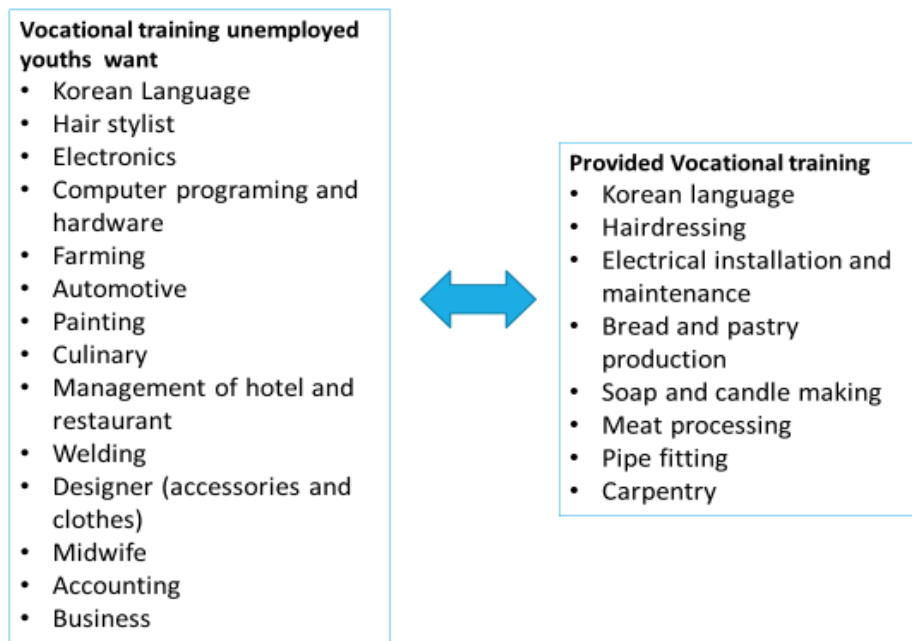 Vocational training unemployed
youths want
• Korean Language
• Hair stylist
• Electronics
• Computer programing and
hardware
• Farming
• Automotive
• Painting
• Culinary
• Management of hotel and
restaurant
• Welding
• Designer (accessories and
clothes)
• Midwife
• Accounting
• Business
Provided Vocational training
• Korean language
• Hairdressing
• Electrical installation and
maintenance
• Bread and pastry
production
• Soap and candle making
• Meat processing
• Pipe fitting
• Carpentry